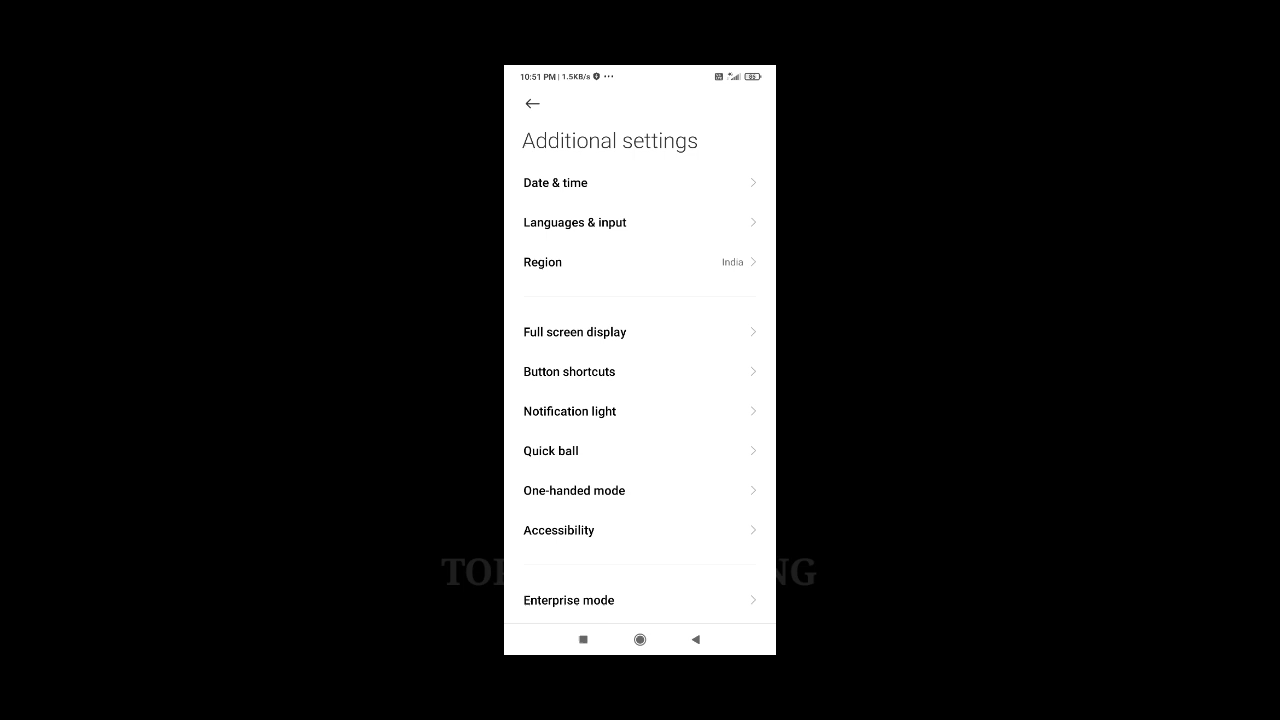 10:51 PM | 1.5KB/s ···
85
Additional settings
Date & time
Languages & input
Region India
Full screen display
Button shortcuts
Notification light
Quick ball
One-handed mode
Accessibility
Enterprise mode